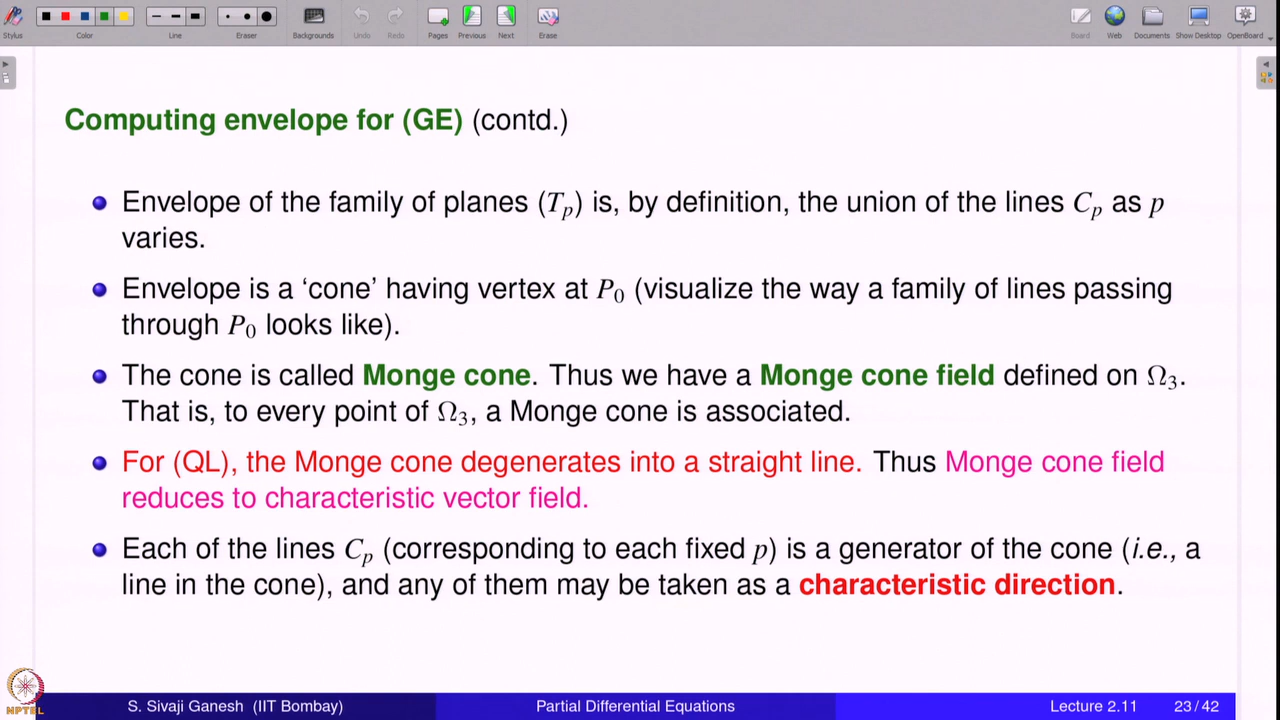 Stylus Color Line Eraser Backgrounds Undo Redo Pages Previous Next Erase Board Web Documents Show Desktop OpenBoard
Computing envelope for (GE) (contd.)
Envelope of the family of planes (Tₚ) is, by definition, the union of the lines Cₚ as p
varies.
Envelope is a ‘cone’ having vertex at P₀ (visualize the way a family of lines passing
through P₀ looks like).
The cone is called Monge cone. Thus we have a Monge cone field defined on Ω₃.
That is, to every point of Ω₃, a Monge cone is associated.
For (QL), the Monge cone degenerates into a straight line. Thus Monge cone field
reduces to characteristic vector field.
Each of the lines Cₚ (corresponding to each fixed p) is a generator of the cone (i.e., a
line in the cone), and any of them may be taken as a characteristic direction.
NPTEL
S. Sivaji Ganesh (IIT Bombay) Partial Differential Equations Lecture 2.11 23 / 42